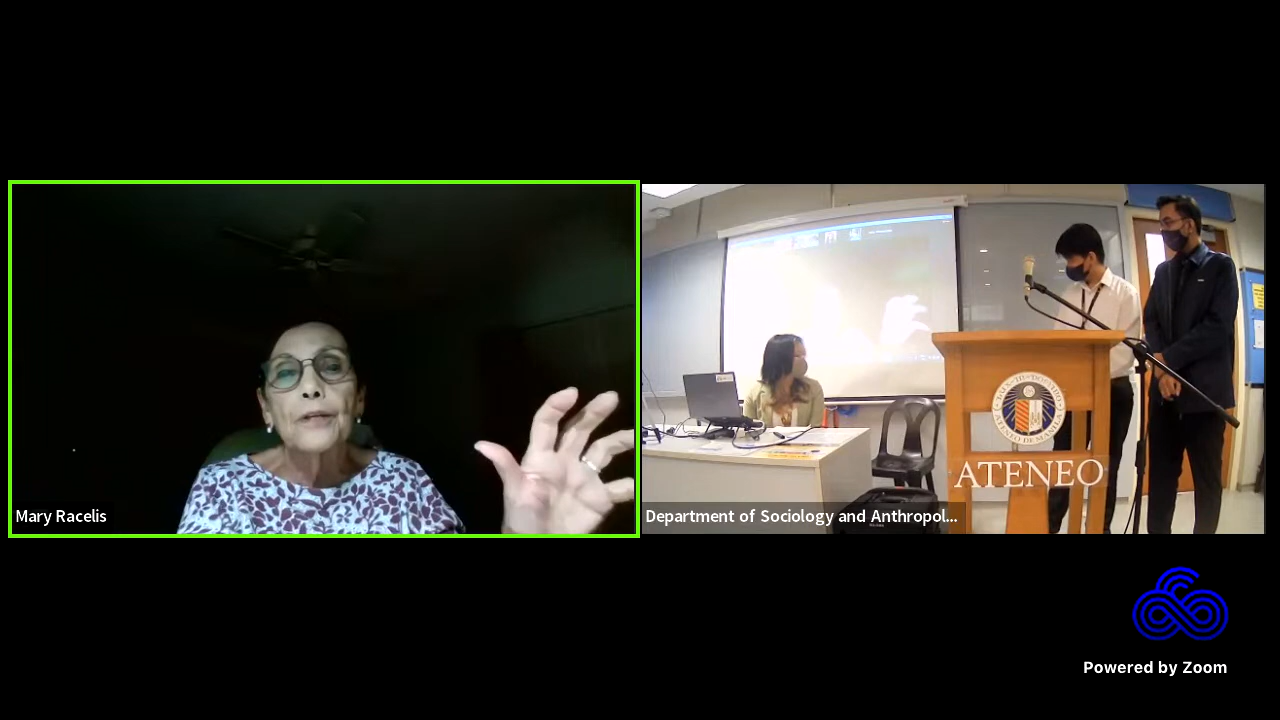 Mary Racelis
Department of Sociology and Anthropol...
ATENEO
Powered by Zoom